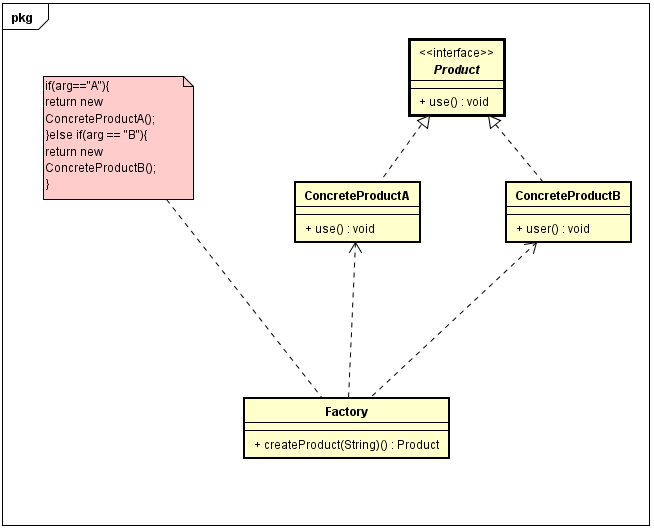 pkg
<<interface>>
Product
+ use() : void
if(arg=="A"){
return new
ConcreteProductA();
}else if(arg == "B"){
return new
ConcreteProductB();
}
ConcreteProductA
+ use() : void
ConcreteProductB
+ user() : void
Factory
+ createProduct(String)() : Product